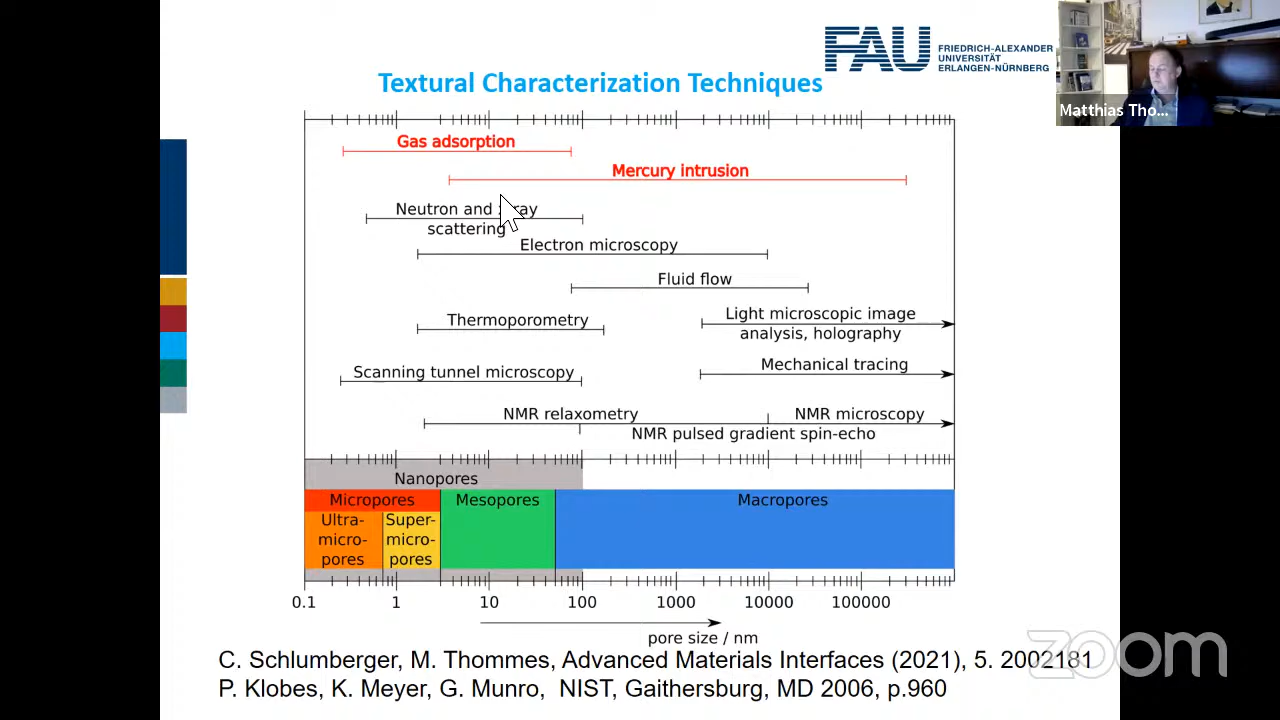 FAU
FRIEDRICH-ALEXANDER
UNIVERSITÄT
ERLANGEN-NÜRNBERG
Matthias Tho...
Textural Characterization Techniques
Gas adsorption
Mercury intrusion
Neutron and ray
scattering
Electron microscopy
Fluid flow
Light microscopic image
analysis, holography
Thermoporometry
Mechanical tracing
Scanning tunnel microscopy
NMR relaxometry
NMR microscopy
NMR pulsed gradient spin-echo
Nanopores
Micropores
Mesopores
Macropores
Ultra-
micro-
pores
Super-
micro-
pores
0.1 1 10 100 1000 10000 100000
pore size / nm
zoom
C. Schlumberger, M. Thommes, Advanced Materials Interfaces (2021), 5. 2002181
P. Klobes, K. Meyer, G. Munro, NIST, Gaithersburg, MD 2006, p.960